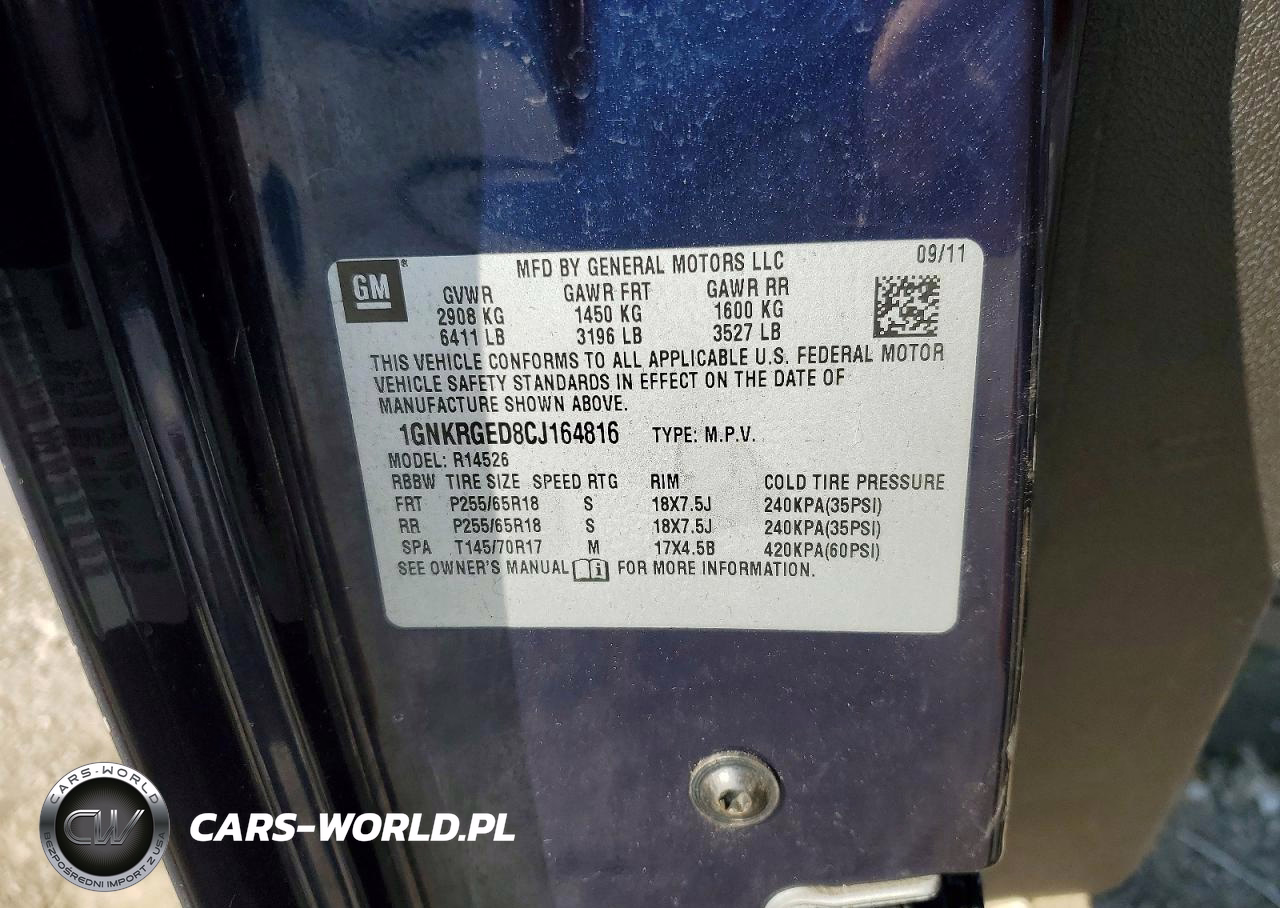 GM®
MFD BY GENERAL MOTORS LLC
09/11
GVWR GAWR FRT GAWR RR
2908 KG 1450 KG 1600 KG
6411 LB 3196 LB 3527 LB
THIS VEHICLE CONFORMS TO ALL APPLICABLE U.S. FEDERAL MOTOR
VEHICLE SAFETY STANDARDS IN EFFECT ON THE DATE OF
MANUFACTURE SHOWN ABOVE.
1GNKRGED8CJ164816 TYPE: M.P.V.
MODEL: R14526
RBBW TIRE SIZE SPEED RTG RIM COLD TIRE PRESSURE
FRT P255/65R18 S 18X7.5J 240KPA(35PSI)
RR P255/65R18 S 18X7.5J 240KPA(35PSI)
SPA T145/70R17 M 17X4.5B 420KPA(60PSI)
SEE OWNER'S MANUAL i FOR MORE INFORMATION.
CARS-WORLD
CW
BEZPOŚREDNI IMPORT Z USA
CARS-WORLD.PL